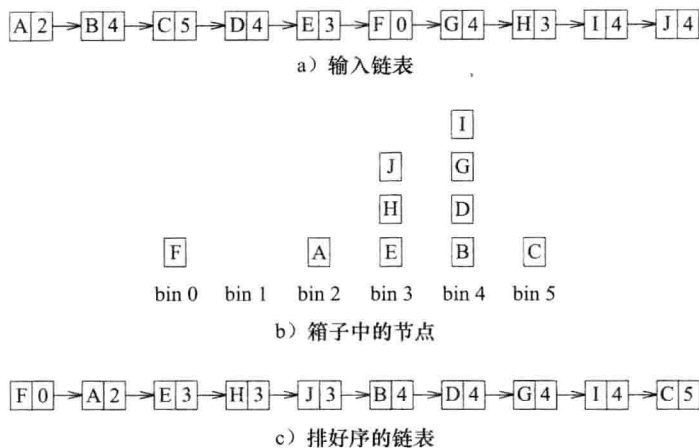 A 2 B 4 C 5 D 4 E 3 F 0 G 4 H 3 I 4 J 4
a）输入链表
I
J G
H D
F A E B C
bin 0 bin 1 bin 2 bin 3 bin 4 bin 5
b）箱子中的节点
F 0 A 2 E 3 H 3 J 3 B 4 D 4 G 4 I 4 C 5
c）排好序的链表